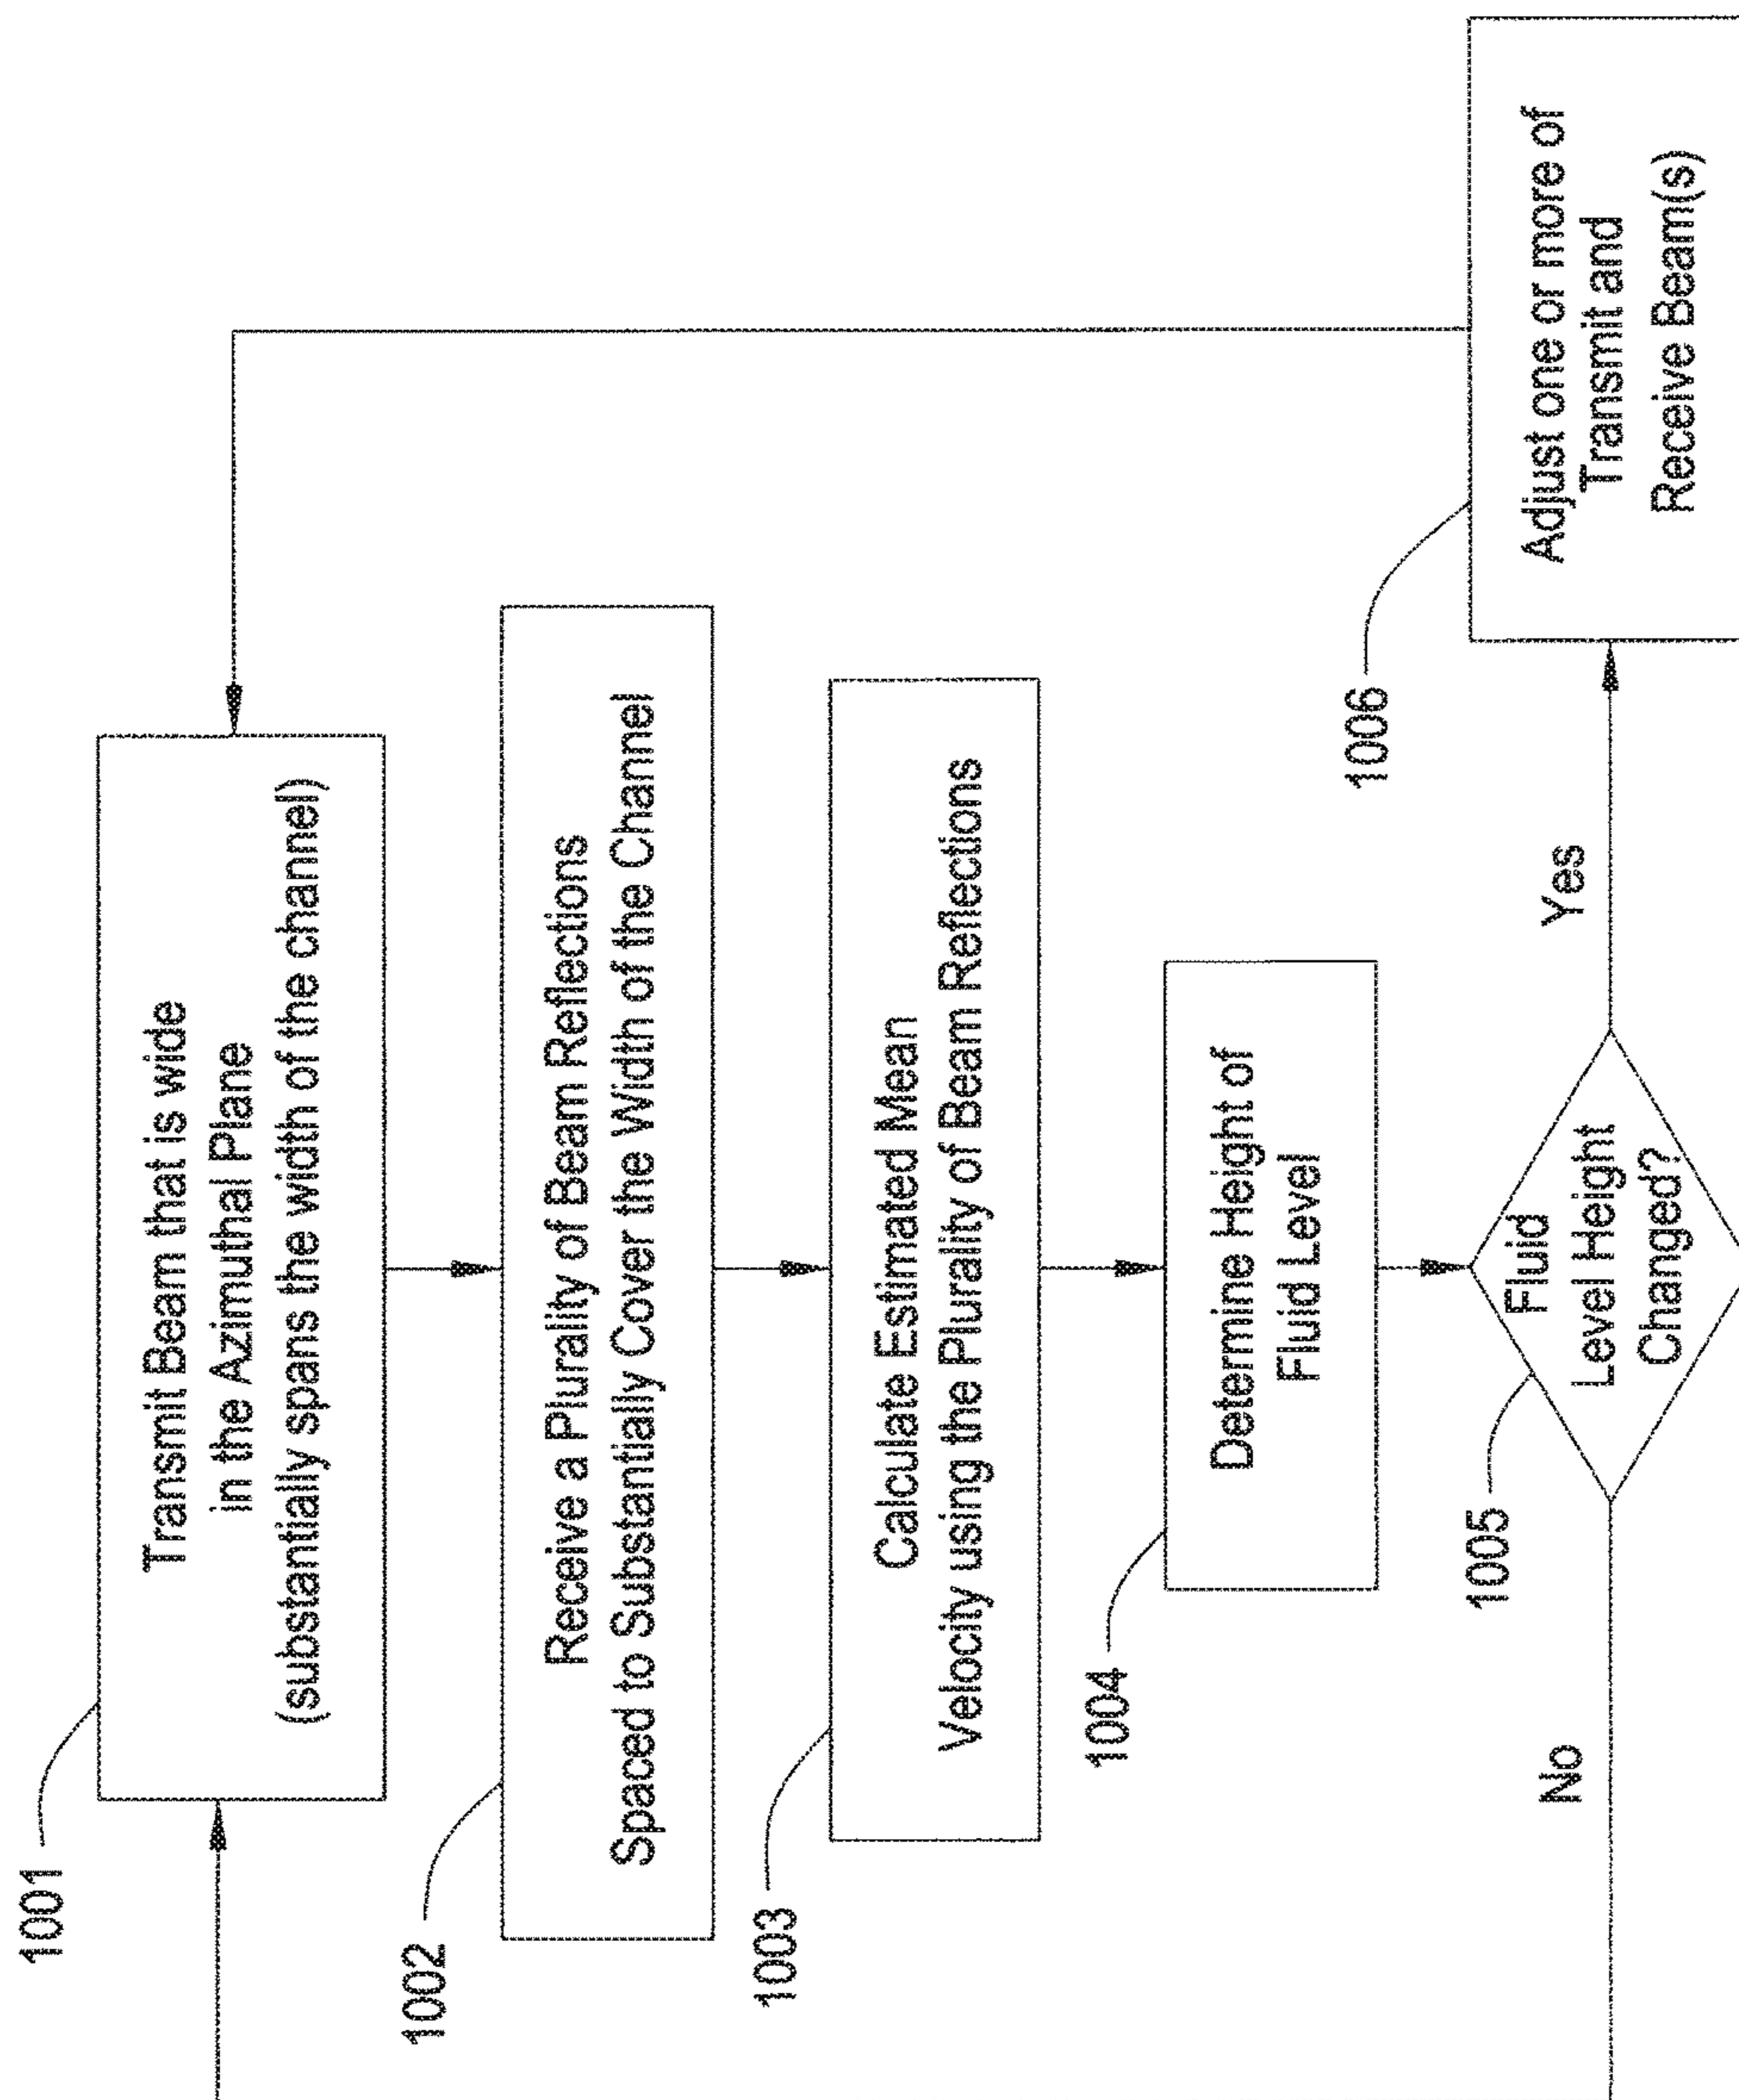 1001
Transmit Beam that is wide
in the Azimuthal Plane
(substantially spans the width of the channel)
1002
Receive a Plurality of Beam Reflections
Spaced to Substantially Cover the Width of the Channel
1003
Calculate Estimated Mean
Velocity using the Plurality of Beam Reflections
1004
Determine Height of
Fluid Level
1005
Fluid
Level Height
Changed?
No
Yes
1006
Adjust one or more of
Transmit and
Receive Beam(s)